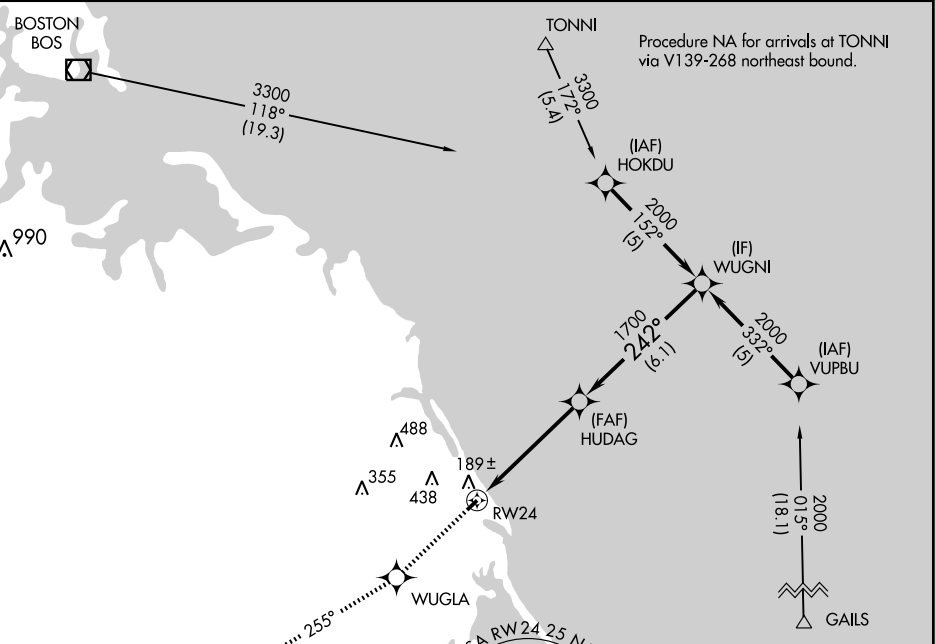 BOSTON
BOS
TONNI
Procedure NA for arrivals at TONNI
via V139-268 northeast bound.
3300
118°
(19.3)
3300
172°
(5.4)
(IAF)
HOKDU
2000
152°
(5)
990
(IF)
WUGNI
1700
242°
(6.1)
2000
332°
(5)
(IAF)
VUPBU
(FAF)
HUDAG
488
355
438
189±
RW24
2000
015°
(18.1)
WUGLA
255°
GAILS
RW24 25 N